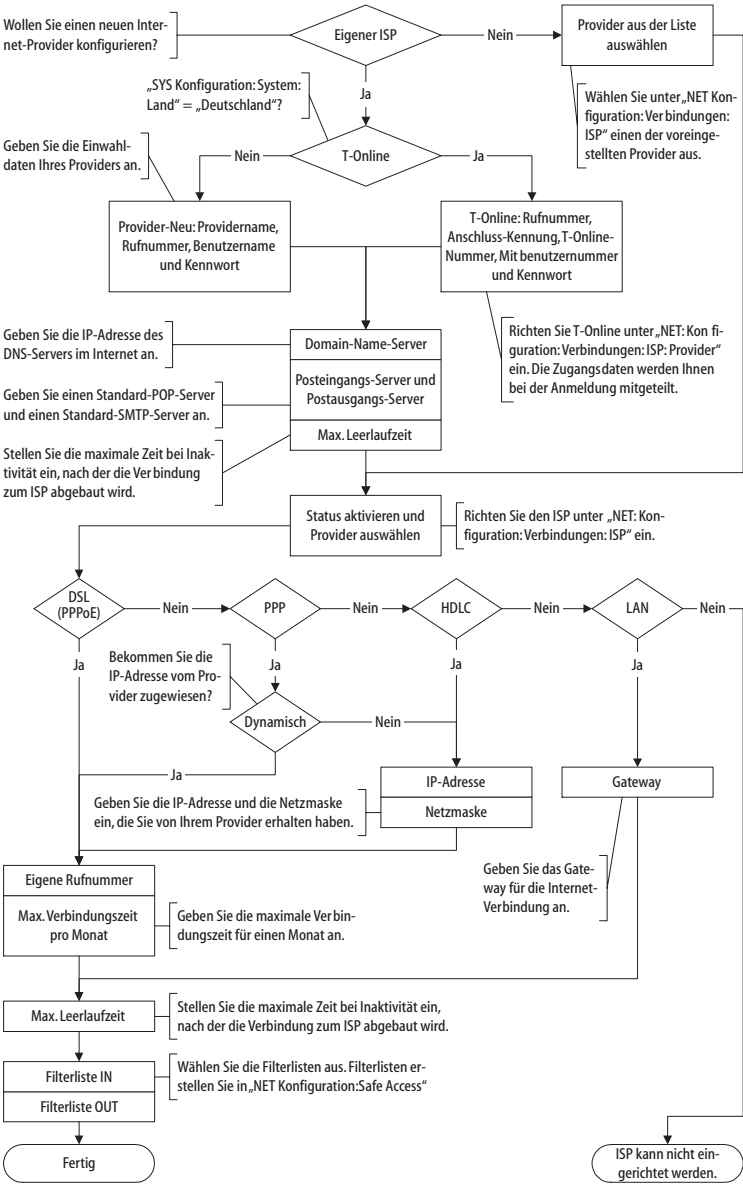 Wollen Sie einen neuen Inter-
net-Provider konfigurieren?
Eigener ISP
Nein
Provider aus der Liste
auswählen
Ja
„SYS Konfiguration: System:
Land“ = „Deutschland“?
Wählen Sie unter „NET Kon-
figuration: Verbindungen:
ISP“ einen der voreinge-
stellten Provider aus.
Geben Sie die Einwahl-
daten Ihres Providers an.
Nein
T-Online
Ja
Provider-Neu: Providername,
Rufnummer, Benutzername
und Kennwort
T-Online: Rufnummer,
Anschluss-Kennung, T-Online-
Nummer, Mit benutzernummer
und Kennwort
Geben Sie die IP-Adresse des
DNS-Servers im Internet an.
Domain-Name-Server
Richten Sie T-Online unter „NET: Kon fi-
guration: Verbindungen: ISP: Provider“
ein. Die Zugangsdaten werden Ihnen
bei der Anmeldung mitgeteilt.
Posteingangs-Server und
Postausgangs-Server
Geben Sie einen Standard-POP-Server
und einen Standard-SMTP-Server an.
Max. Leerlaufzeit
Stellen Sie die maximale Zeit bei Inak-
tivität ein, nach der die Verbindung
zum ISP abgebaut wird.
Status aktivieren und
Provider auswählen
Richten Sie den ISP unter „NET: Kon-
figuration: Verbindungen: ISP“ ein.
DSL
(PPPoE)
Nein
PPP
Nein
HDLC
Nein
LAN
Nein
Ja
Bekommen Sie die
IP-Adresse vom Pro-
vider zugewiesen?
Ja
Ja
Ja
Dynamisch
Nein
Ja
IP-Adresse
Netzmaske
Gateway
Geben Sie die IP-Adresse und die Netzmaske
ein, die Sie von Ihrem Provider erhalten haben.
Eigene Rufnummer
Geben Sie das Gate-
way für die Internet-
Verbindung an.
Max. Verbindungszeit
pro Monat
Geben Sie die maximale Verbin-
dungszeit für einen Monat an.
Max. Leerlaufzeit
Stellen Sie die maximale Zeit bei Inaktivität ein,
nach der die Verbindung zum ISP abgebaut wird.
Filterliste IN
Wählen Sie die Filterlisten aus. Filterlisten er-
stellen Sie in „NET Konfiguration:Safe Access“
Filterliste OUT
Fertig
ISP kann nicht ein-
gerichtet werden.